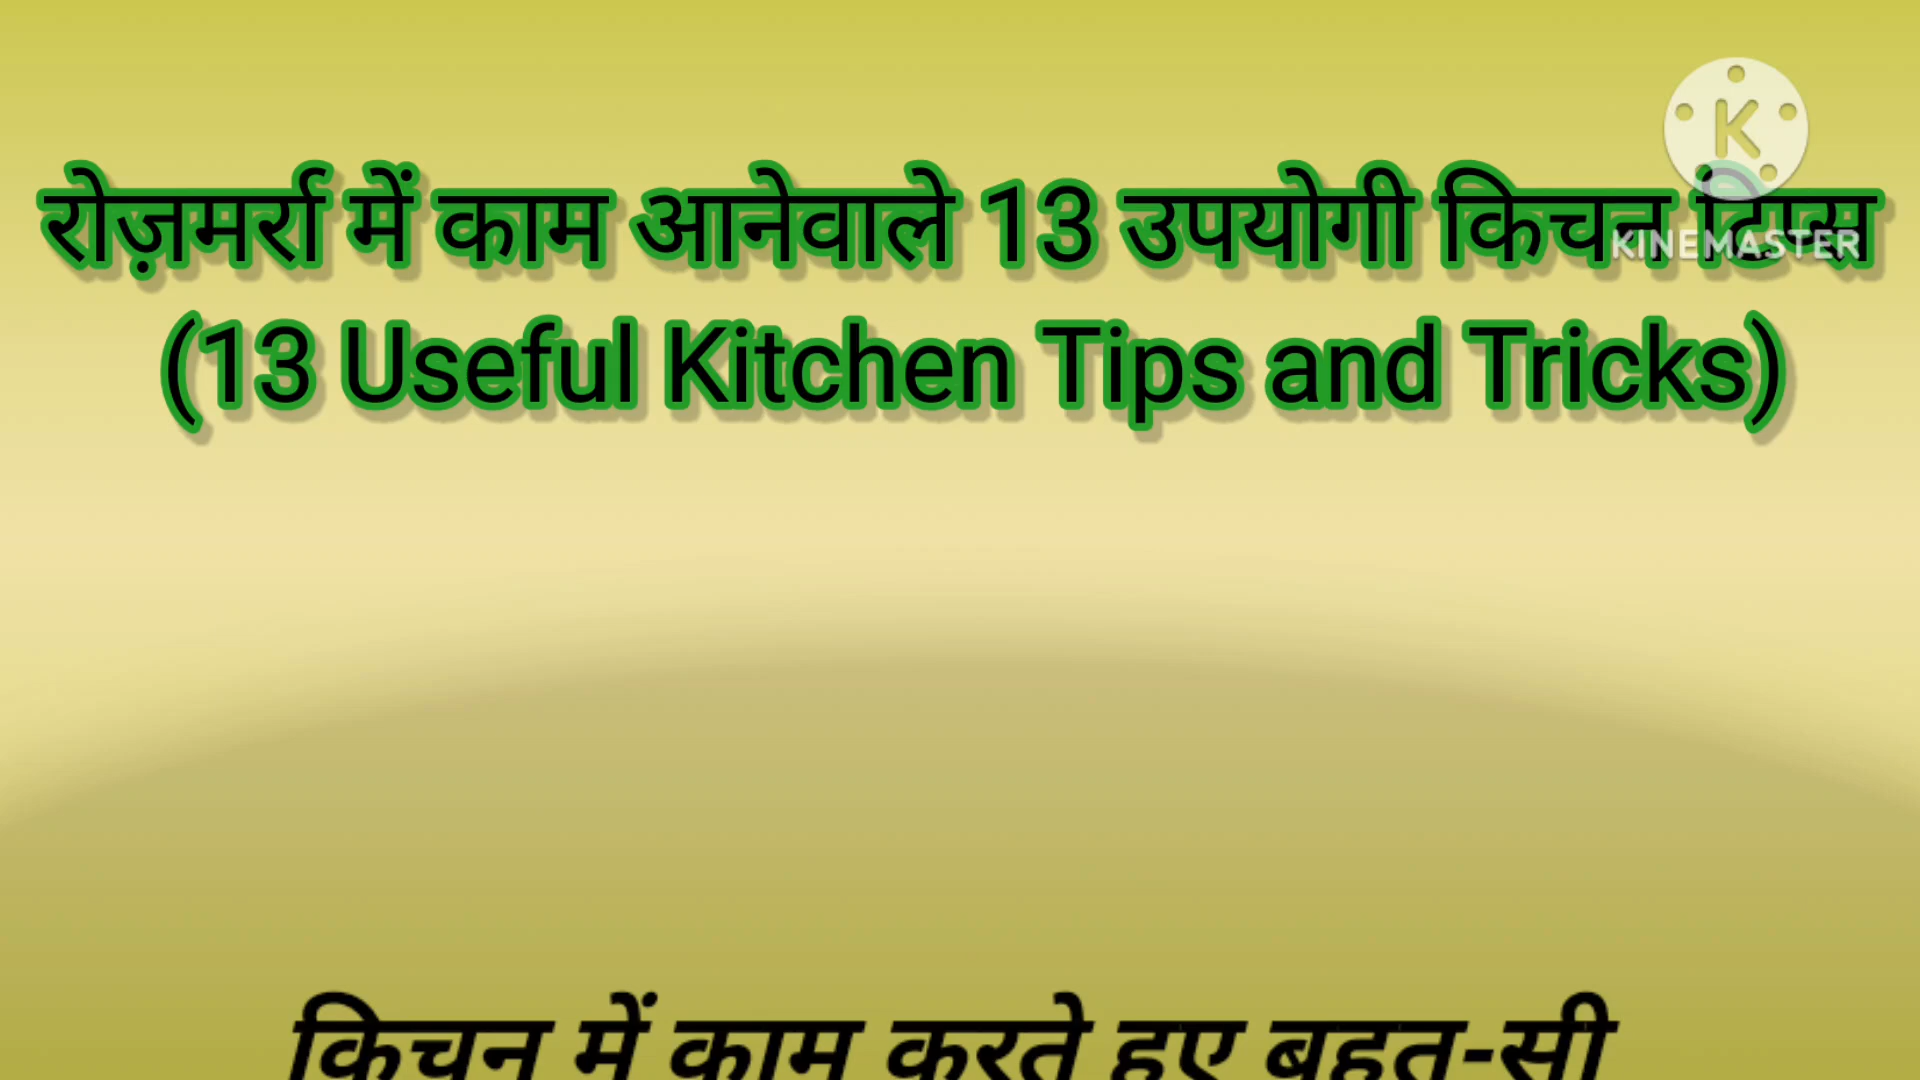 रोज़मर्रा में काम आनेवाले 13 उपयोगी किचन टिप्स
(13 Useful Kitchen Tips and Tricks)
K
KINEMASTER
किचन में काम करते हुए बहुत-सी